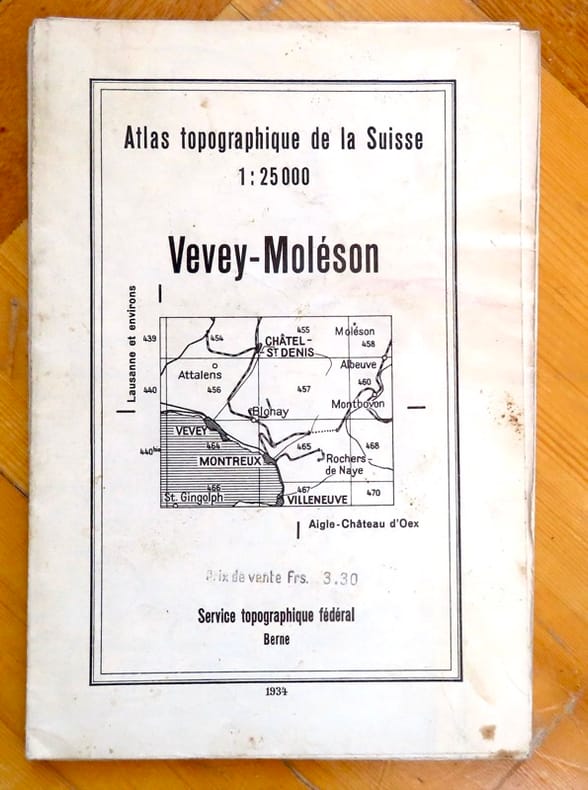 Atlas topographique de la Suisse
1:25000
Vevey-Moléson
Lausanne et environs
439
454
455
Moléson
458
CHÂTEL-
ST DENIS
Albeuve
Attalens
440
456
457
460
Blonay
Montbovon
VEVEY
464
440bis
MONTREUX
465
468
Rochers-
de Naye
466
467
470
St. Gingolph
VILLENEUVE
Aigle-Château d'Oex
Prix de vente Frs. 3.30
Service topographique fédéral
Berne
1934